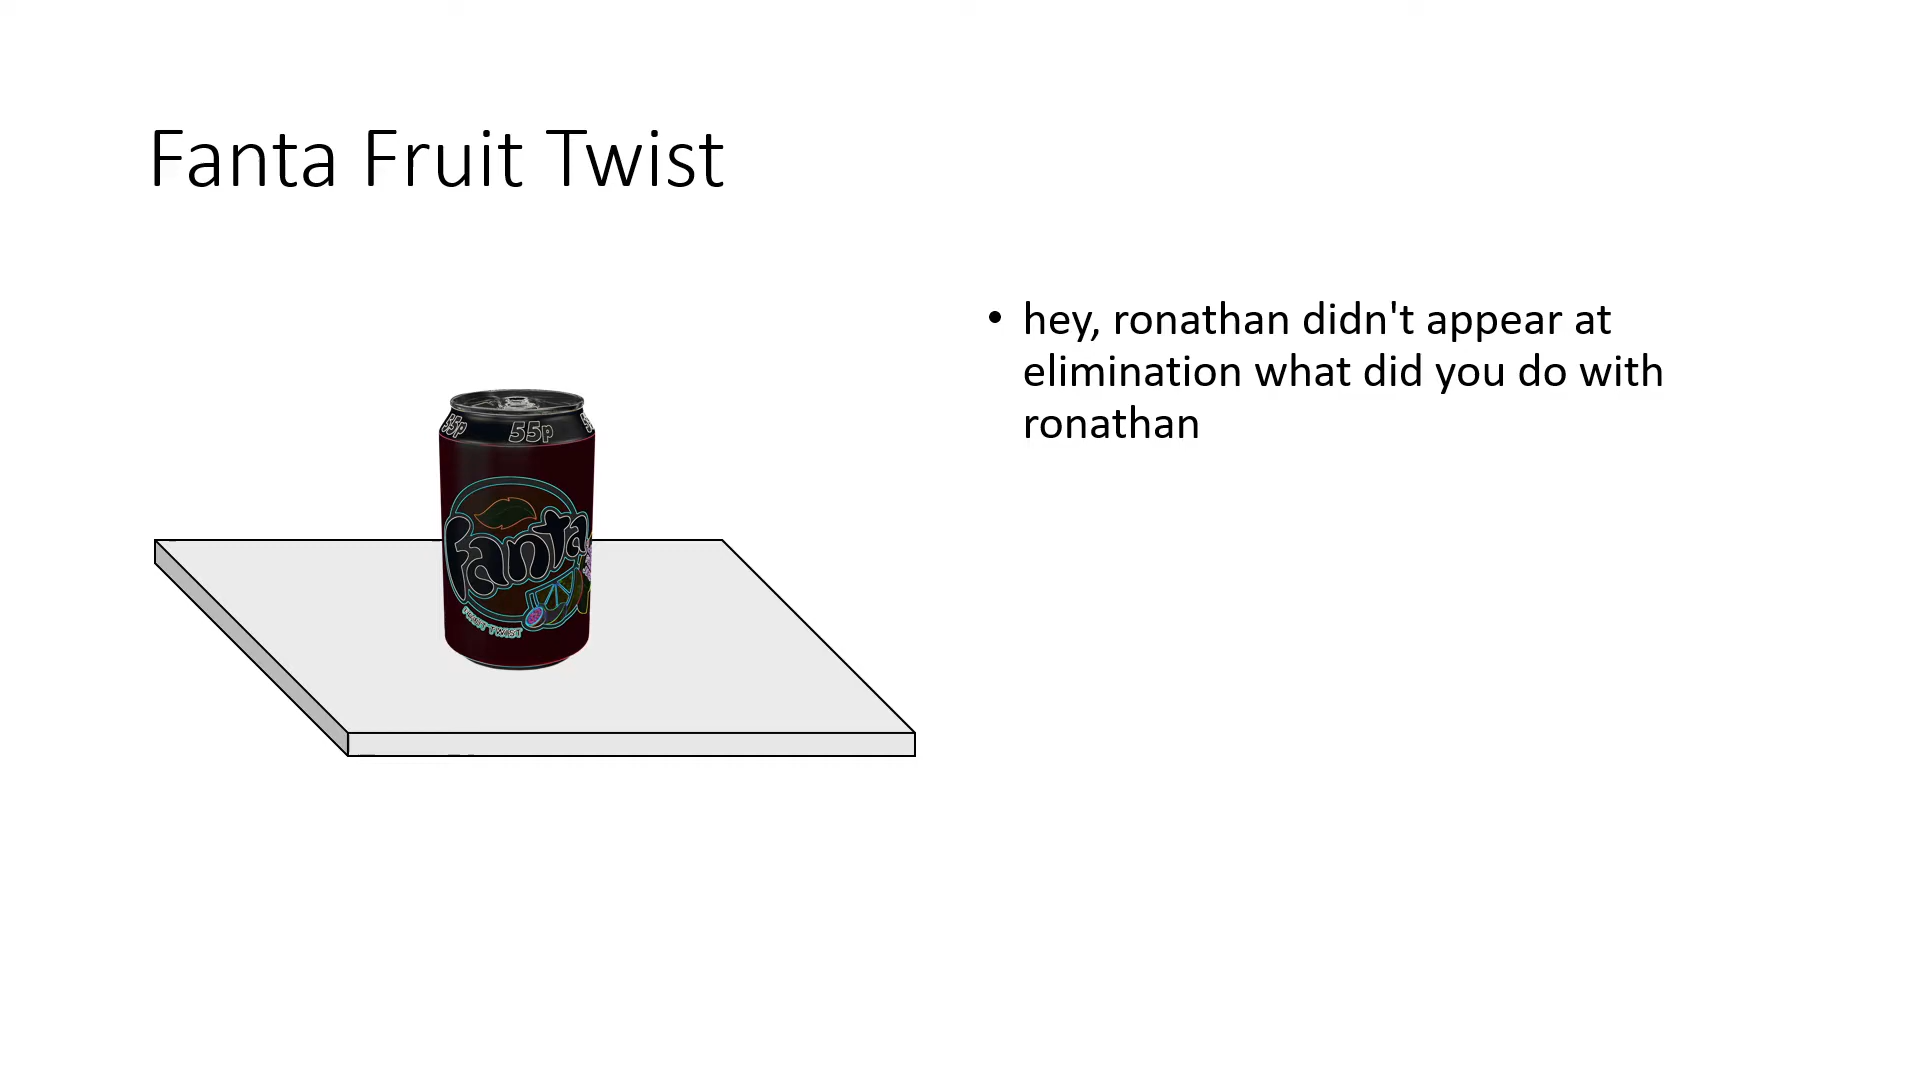 Fanta Fruit Twist
• hey, ronathan didn't appear at
elimination what did you do with
ronathan
55p
55p
Fanta
FRUIT TWIST